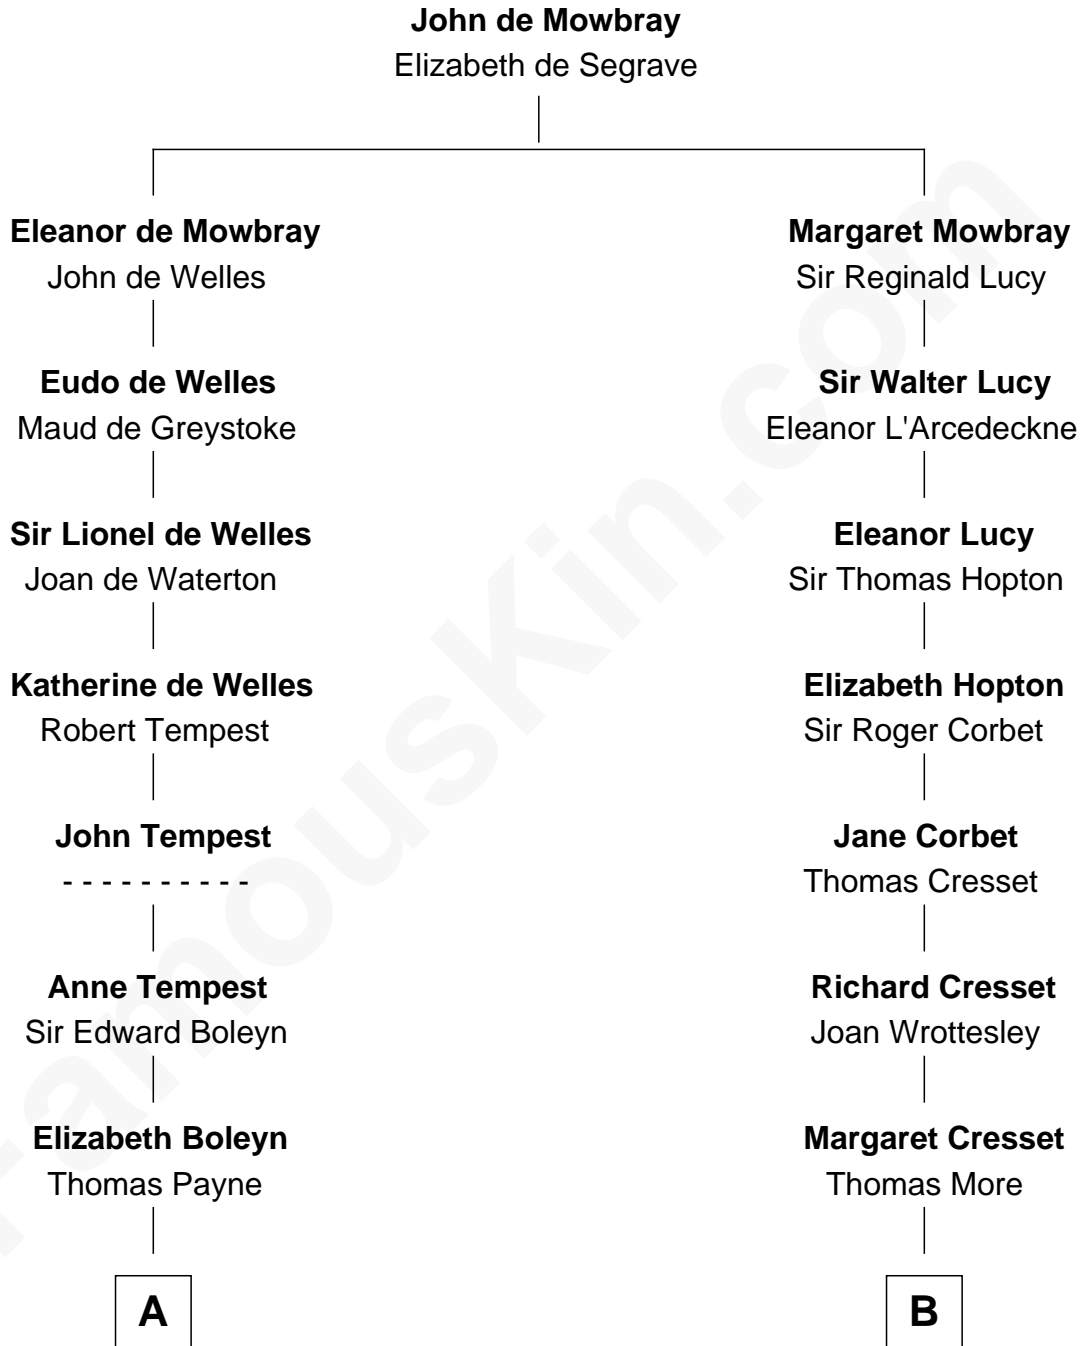 John de Mowbray
Elizabeth de Segrave
Eleanor de Mowbray
John de Welles
Eudo de Welles
Maud de Greystoke
Sir Lionel de Welles
Joan de Waterton
Katherine de Welles
Robert Tempest
John Tempest
- - - - - - - - - -
Anne Tempest
Sir Edward Boleyn
Elizabeth Boleyn
Thomas Payne
A
Margaret Mowbray
Sir Reginald Lucy
Sir Walter Lucy
Eleanor L'Arcedeckne
Eleanor Lucy
Sir Thomas Hopton
Elizabeth Hopton
Sir Roger Corbet
Jane Corbet
Thomas Cresset
Richard Cresset
Joan Wrottesley
Margaret Cresset
Thomas More
B
FamousKin.com